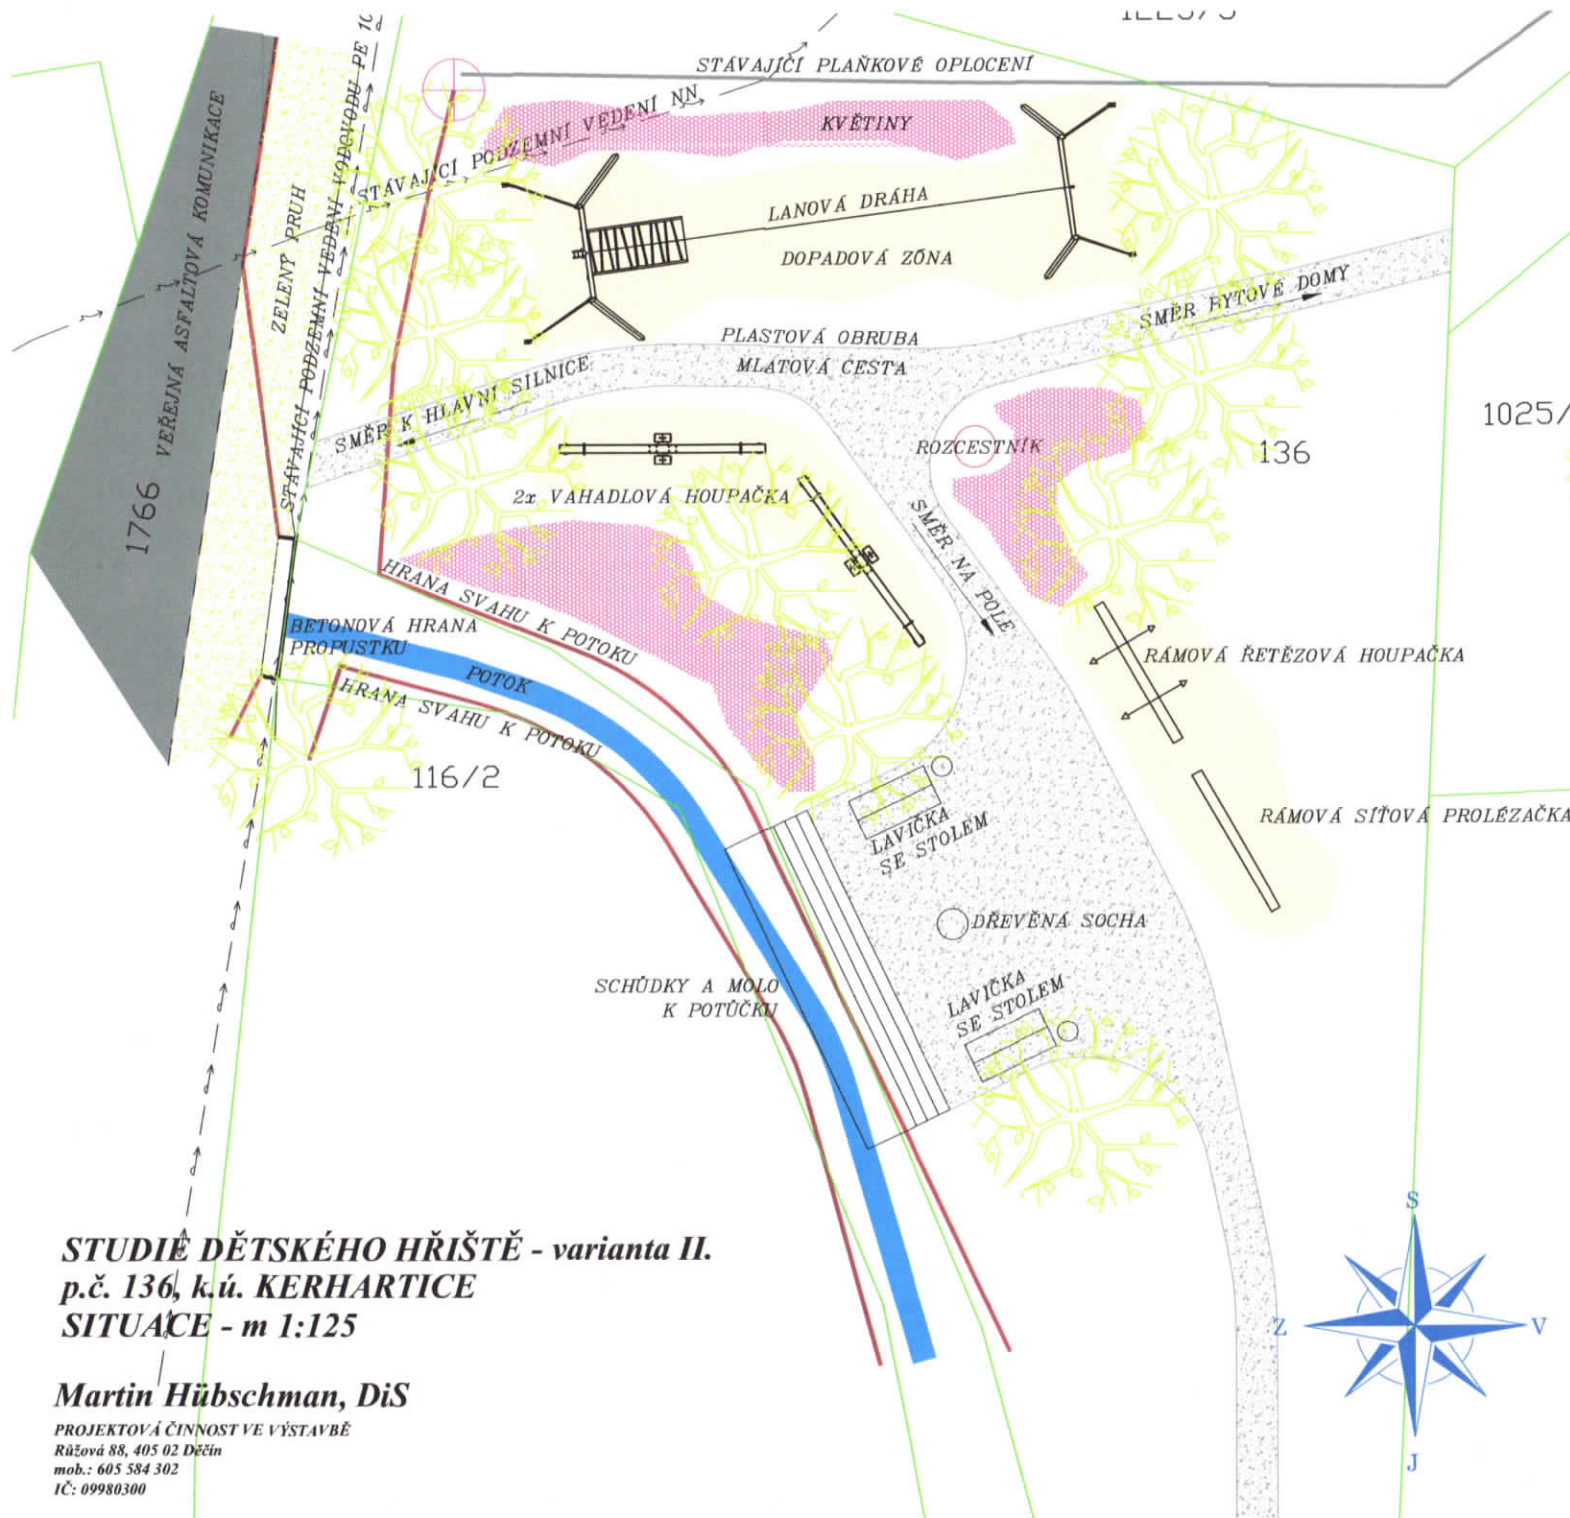 STÁVAJÍČÍ PLAŇKOVÉ OPLOCENÍ
KVĚTINY
STÁVAJÍCÍ PODZEMNÍ VEDENÍ NN
STÁVAJÍCÍ PODZEMNÍ VEDENÍ VODOVODU PE
ZELENÝ PRUH
1766 VEŘEJNÁ ASFALTOVÁ KOMUNIKACE
LANOVÁ DRÁHA
DOPADOVÁ ZÓNA
SMĚR BYTOVÉ DOMY
PLASTOVÁ OBRUBA
MLATOVÁ CESTA
SMĚR K HLAVNÍ SILNICE
ROZCESTNÍK
136
1025/
2x VAHADLOVÁ HOUPAČKA
SMĚR NA POLE
HRANA SVAHU K POTOKU
BETONOVÁ HRANA
PROPUSTKU
POTOK
HRANA SVAHU K POTOKU
RÁMOVÁ ŘETĚZOVÁ HOUPAČKA
116/2
RÁMOVÁ SÍŤOVÁ PROLÉZAČKA
LAVIČKA
SE STOLEM
DŘEVĚNÁ SOCHA
SCHŮDKY A MOLO
K POTŮČKU
LAVIČKA
SE STOLEM
STUDIE DĚTSKÉHO HŘIŠTĚ - varianta II.
p.č. 136, k.ú. KERHARTICE
SITUACE - m 1:125
Martin Hübschman, DiS
PROJEKTOVÁ ČINNOST VE VÝSTAVBĚ
Růžová 88, 405 02 Děčín
mob.: 605 584 302
IČ: 09980300
S
Z
V
J